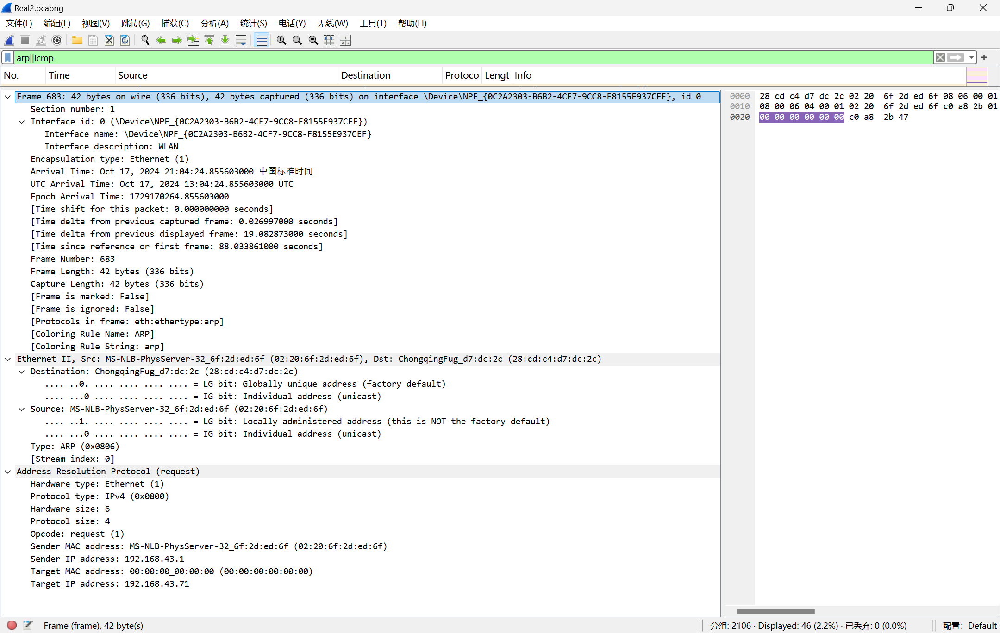 Real2.pcapng
文件(F) 编辑(E) 视图(V) 跳转(G) 捕获(C) 分析(A) 统计(S) 电话(Y) 无线(W) 工具(T) 帮助(H)
arp||icmp
No. Time Source Destination Protoco Lengt Info
Frame 683: 42 bytes on wire (336 bits), 42 bytes captured (336 bits) on interface \Device\NPF_{0C2A2303-B6B2-4CF7-9CC8-F8155E937CEF}, id 0
Section number: 1
Interface id: 0 (\Device\NPF_{0C2A2303-B6B2-4CF7-9CC8-F8155E937CEF})
Interface name: \Device\NPF_{0C2A2303-B6B2-4CF7-9CC8-F8155E937CEF}
Interface description: WLAN
Encapsulation type: Ethernet (1)
Arrival Time: Oct 17, 2024 21:04:24.855603000 中国标准时间
UTC Arrival Time: Oct 17, 2024 13:04:24.855603000 UTC
Epoch Arrival Time: 1729170264.855603000
[Time shift for this packet: 0.000000000 seconds]
[Time delta from previous captured frame: 0.026997000 seconds]
[Time delta from previous displayed frame: 19.082873000 seconds]
[Time since reference or first frame: 88.033861000 seconds]
Frame Number: 683
Frame Length: 42 bytes (336 bits)
Capture Length: 42 bytes (336 bits)
[Frame is marked: False]
[Frame is ignored: False]
[Protocols in frame: eth:ethertype:arp]
[Coloring Rule Name: ARP]
[Coloring Rule String: arp]
Ethernet II, Src: MS-NLB-PhysServer-32_6f:2d:ed:6f (02:20:6f:2d:ed:6f), Dst: ChongqingFug_d7:dc:2c (28:cd:c4:d7:dc:2c)
Destination: ChongqingFug_d7:dc:2c (28:cd:c4:d7:dc:2c)
.... ..0. .... .... .... .... = LG bit: Globally unique address (factory default)
.... ...0 .... .... .... .... = IG bit: Individual address (unicast)
Source: MS-NLB-PhysServer-32_6f:2d:ed:6f (02:20:6f:2d:ed:6f)
.... ..1. .... .... .... .... = LG bit: Locally administered address (this is NOT the factory default)
.... ...0 .... .... .... .... = IG bit: Individual address (unicast)
Type: ARP (0x0806)
[Stream index: 0]
Address Resolution Protocol (request)
Hardware type: Ethernet (1)
Protocol type: IPv4 (0x0800)
Hardware size: 6
Protocol size: 4
Opcode: request (1)
Sender MAC address: MS-NLB-PhysServer-32_6f:2d:ed:6f (02:20:6f:2d:ed:6f)
Sender IP address: 192.168.43.1
Target MAC address: 00:00:00_00:00:00 (00:00:00:00:00:00)
Target IP address: 192.168.43.71
0000 28 cd c4 d7 dc 2c 02 20 6f 2d ed 6f 08 06 00 01
0010 08 00 06 04 00 01 02 20 6f 2d ed 6f c0 a8 2b 01
0020 00 00 00 00 00 00 c0 a8 2b 47
Frame (frame), 42 byte(s)
分组: 2106 · Displayed: 46 (2.2%) · 已丢弃: 0 (0.0%)
配置: Default